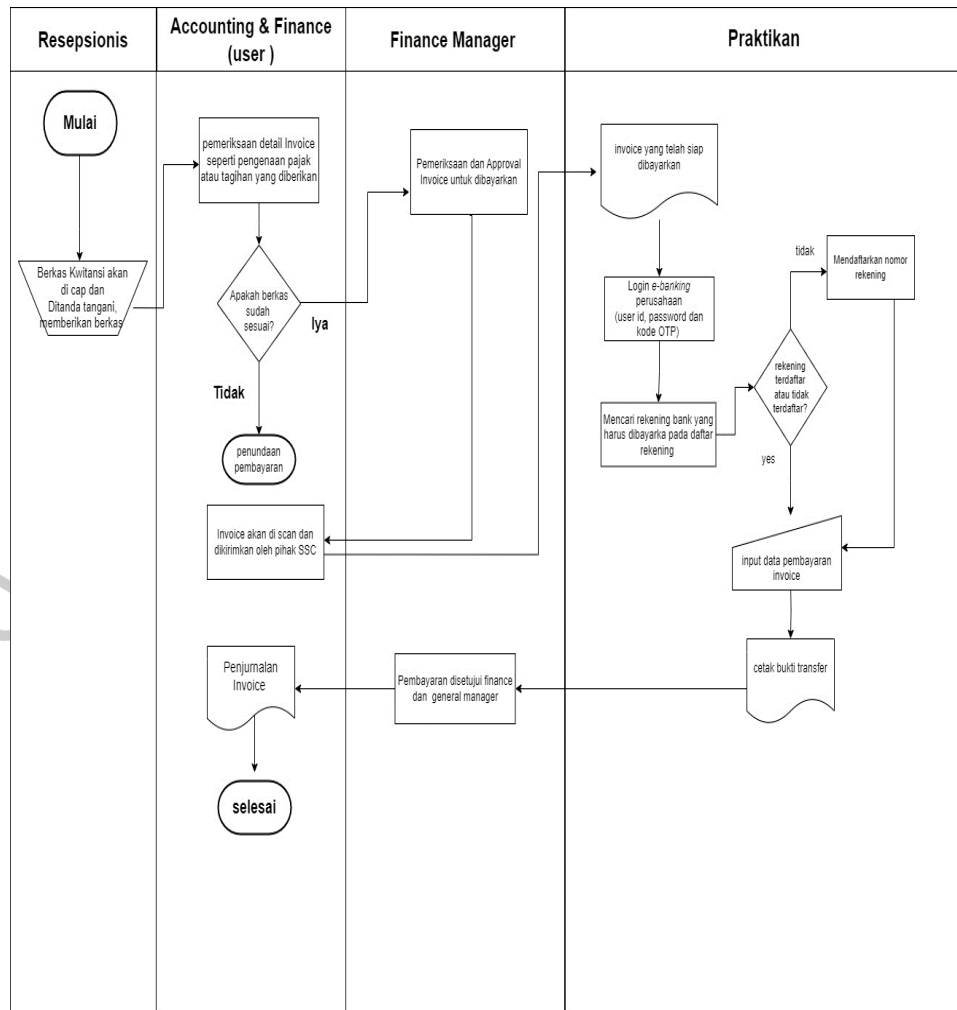 Resepsionis
Accounting & Finance
(user )
Finance Manager
Praktikan
Mulai
Berkas Kwitansi akan
di cap dan
Ditanda tangani,
memberikan berkas
pemeriksaan detail Invoice
seperti pengenaan pajak
atau tagihan yang diberikan
Apakah berkas
sudah
sesuai?
Iya
Tidak
penundaan
pembayaran
Pemeriksaan dan Approval
Invoice untuk dibayarkan
Invoice akan di scan dan
dikirimkan oleh pihak SSC
invoice yang telah siap
dibayarkan
Login e-banking
perusahaan
(user id, password dan
kode OTP)
Mencari rekening bank yang
harus dibayarka pada daftar
rekening
rekening
terdaftar
atau tidak
terdaftar?
tidak
Mendaftarkan nomor
rekening
yes
input data pembayaran
invoice
cetak bukti transfer
Pembayaran disetujui finance
dan general manager
Penjurnalan
Invoice
selesai